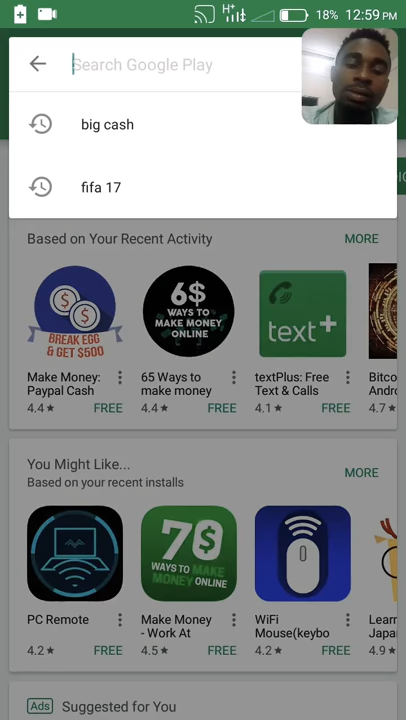 H+ 18% 12:59 PM
Search Google Play
big cash
fifa 17
Based on Your Recent Activity MORE
BREAK EGG
& GET $500
6$
WAYS TO
MAKE MONEY
ONLINE
text+
Make Money:
Paypal Cash
4.4★ FREE
65 Ways to
make money
4.4★ FREE
textPlus: Free
Text & Calls
4.1★ FREE
Bitco
Andro
4.7★
You Might Like... MORE
Based on your recent installs
7$
WAYS TO MAKE
MONEY ONLINE
PC Remote
4.2★ FREE
Make Money
- Work At
4.5★ FREE
WiFi
Mouse(keybo
4.2★ FREE
Learn
Japa
4.9★
Ads Suggested for You